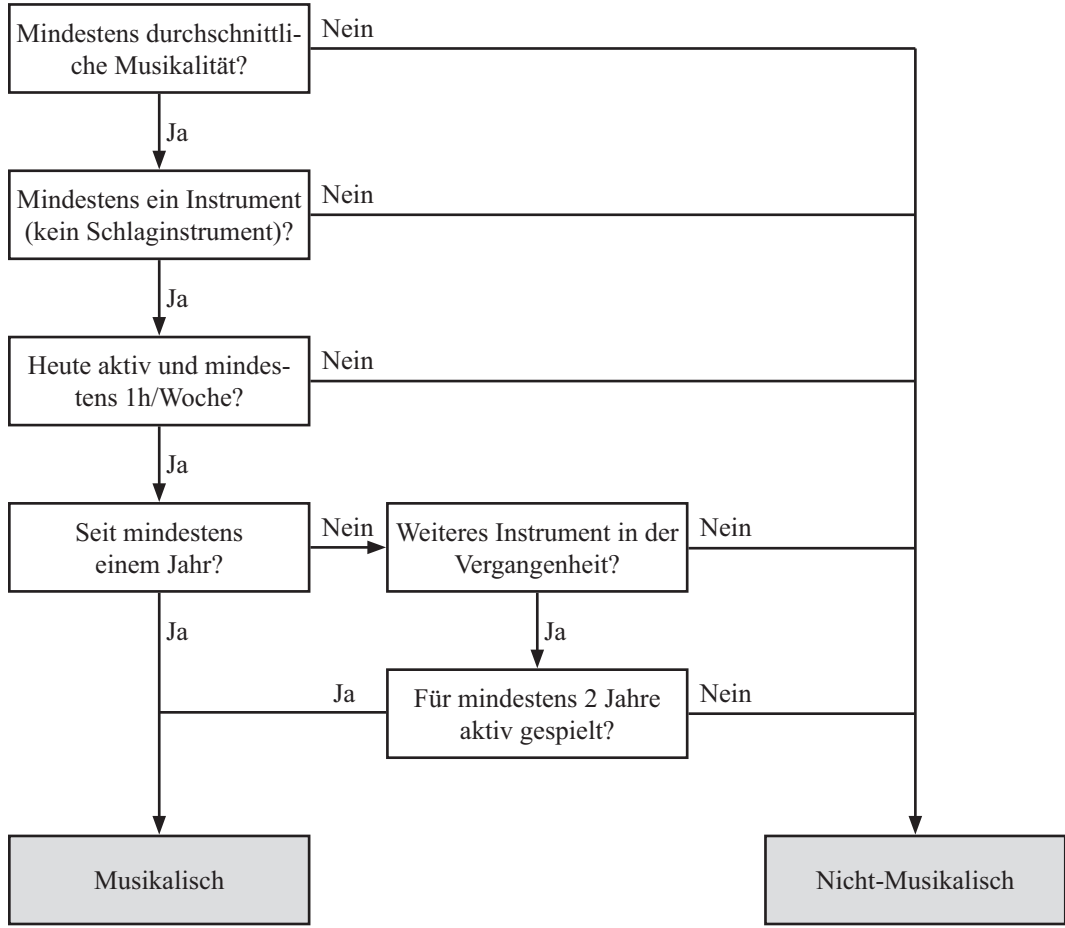 Mindestens durchschnittli-
che Musikalität?
Nein
Ja
Mindestens ein Instrument
(kein Schlaginstrument)?
Nein
Ja
Heute aktiv und mindes-
tens 1h/Woche?
Nein
Ja
Seit mindestens
einem Jahr?
Nein
Weiteres Instrument in der
Vergangenheit?
Nein
Ja
Ja
Ja
Für mindestens 2 Jahre
aktiv gespielt?
Nein
Musikalisch
Nicht-Musikalisch